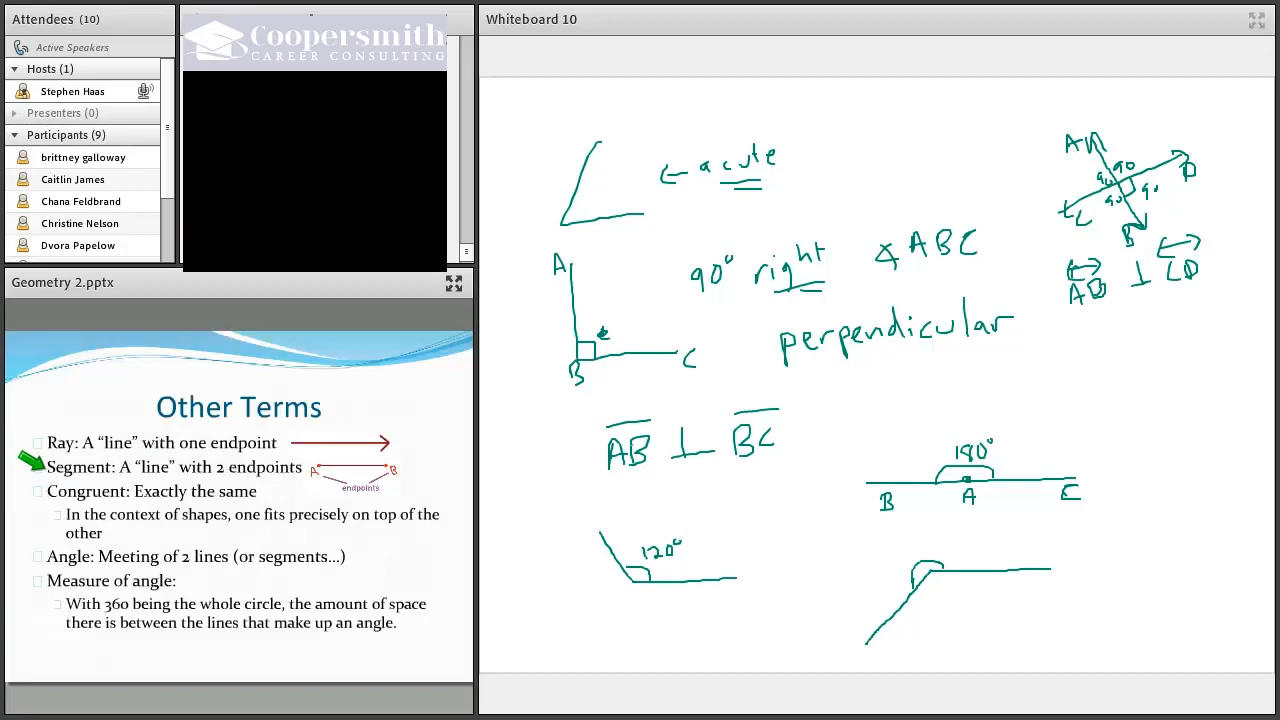 Attendees (10)
Active Speakers
Hosts (1)
Stephen Haas
Presenters (0)
Participants (9)
brittney galloway
Caitlin James
Chana Feldbrand
Christine Nelson
Dvora Papelow
Coopersmith
CAREER CONSULTING
Geometry 2.pptx
Other Terms
Ray: A “line” with one endpoint
Segment: A “line” with 2 endpoints
A B
endpoints
Congruent: Exactly the same
In the context of shapes, one fits precisely on top of the
other
Angle: Meeting of 2 lines (or segments...)
Measure of angle:
With 360 being the whole circle, the amount of space
there is between the lines that make up an angle.
Whiteboard 10
← acute
A
90° right
∡ABC
B
C
perpendicular
AB ⊥ BC
A
90
90
90
90
D
C
B
AB ⊥ CD
180°
B A C
120°